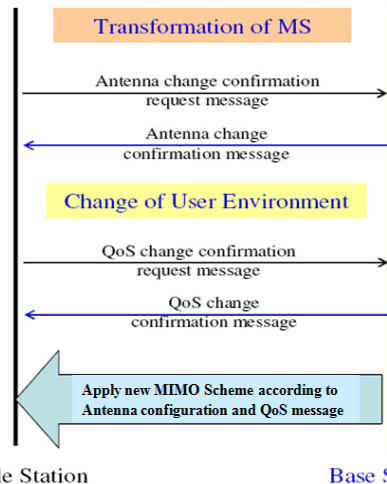 Transformation of MS
Antenna change confirmation
request message
Antenna change
confirmation message
Change of User Environment
QoS change confirmation
request message
QoS change
confirmation message
Apply new MIMO Scheme according to
Antenna configuration and QoS message
Station
Base